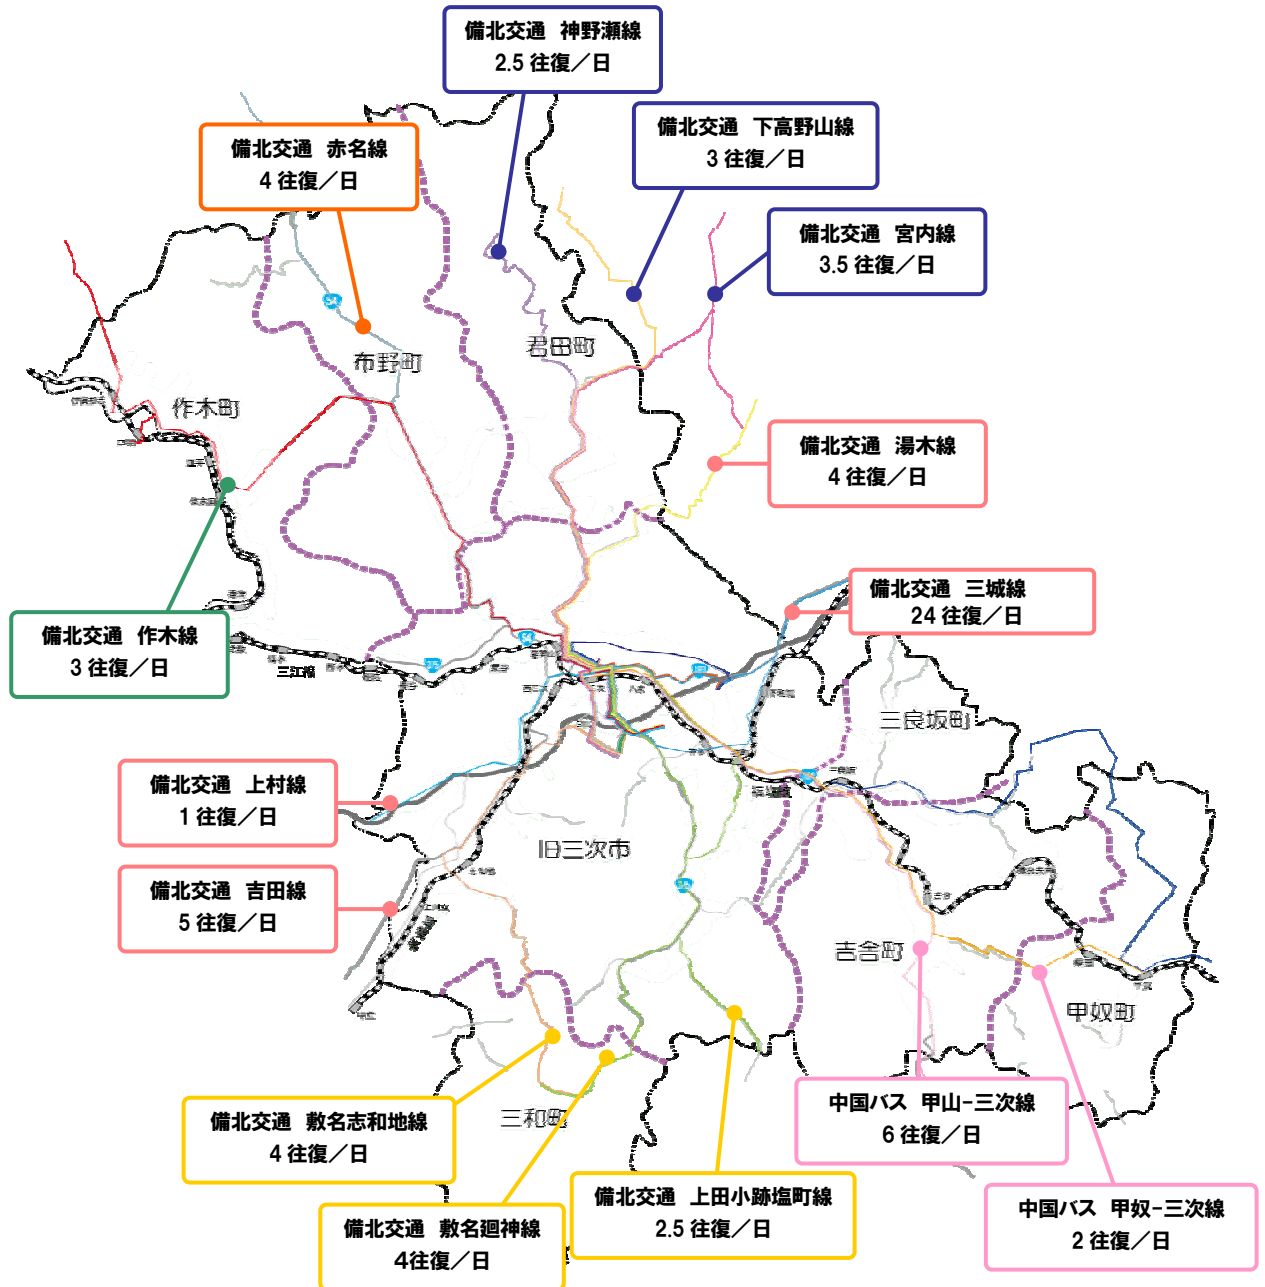 備北交通 神野瀬線
2.5 往復／日
備北交通 下高野山線
3 往復／日
備北交通 赤名線
4 往復／日
備北交通 宮内線
3.5 往復／日
54
布野町
君田町
作木町
備北交通 湯木線
4 往復／日
備北交通 三城線
24 往復／日
備北交通 作木線
3 往復／日
54
375
183
三江線
三良坂町
備北交通 上村線
1 往復／日
旧三次市
備北交通 吉田線
5 往復／日
吉舎町
甲奴町
三和町
備北交通 敷名志和地線
4 往復／日
中国バス 甲山-三次線
6 往復／日
備北交通 上田小跡塩町線
2.5 往復／日
備北交通 敷名廻神線
4往復／日
中国バス 甲奴-三次線
2 往復／日